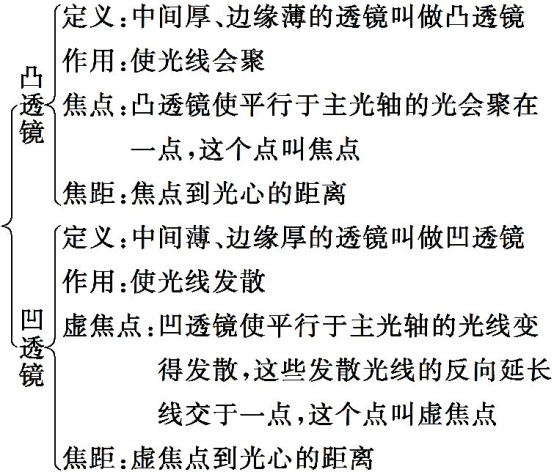 凸透镜
定义:中间厚、边缘薄的透镜叫做凸透镜
作用:使光线会聚
焦点:凸透镜使平行于主光轴的光会聚在
一点,这个点叫焦点
焦距:焦点到光心的距离
凹透镜
定义:中间薄、边缘厚的透镜叫做凹透镜
作用:使光线发散
虚焦点:凹透镜使平行于主光轴的光线变
得发散,这些发散光线的反向延长
线交于一点,这个点叫虚焦点
焦距:虚焦点到光心的距离